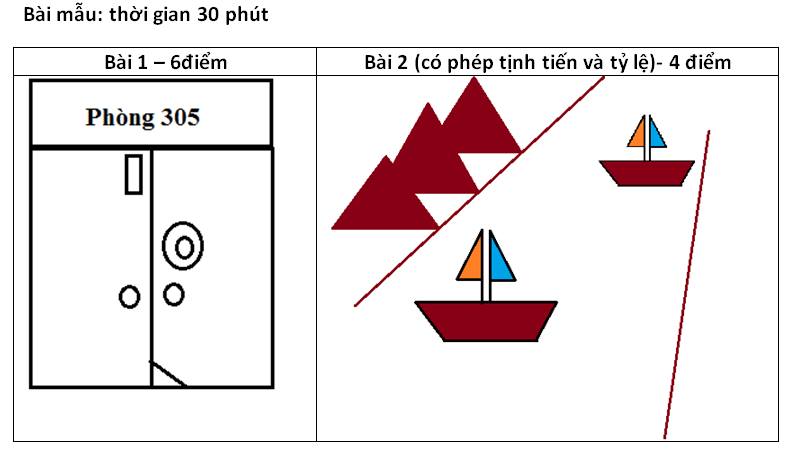 Bài mẫu: thời gian 30 phút
Bài 1 – 6điểm
Bài 2 (có phép tịnh tiến và tỷ lệ)- 4 điểm
Phòng 305